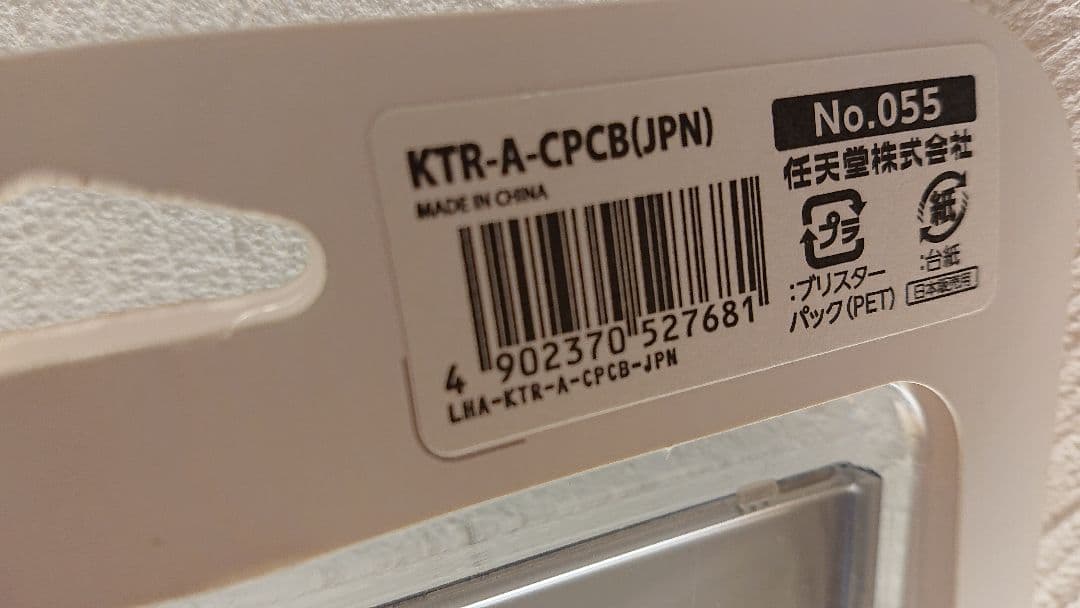 KTR-A-CPCB(JPN)
MADE IN CHINA
4 902370 527681
LHA-KTR-A-CPCB-JPN
No.055
任天堂株式会社
プラ
紙
:ブリスター
パック(PET)
:台紙
日本販売用